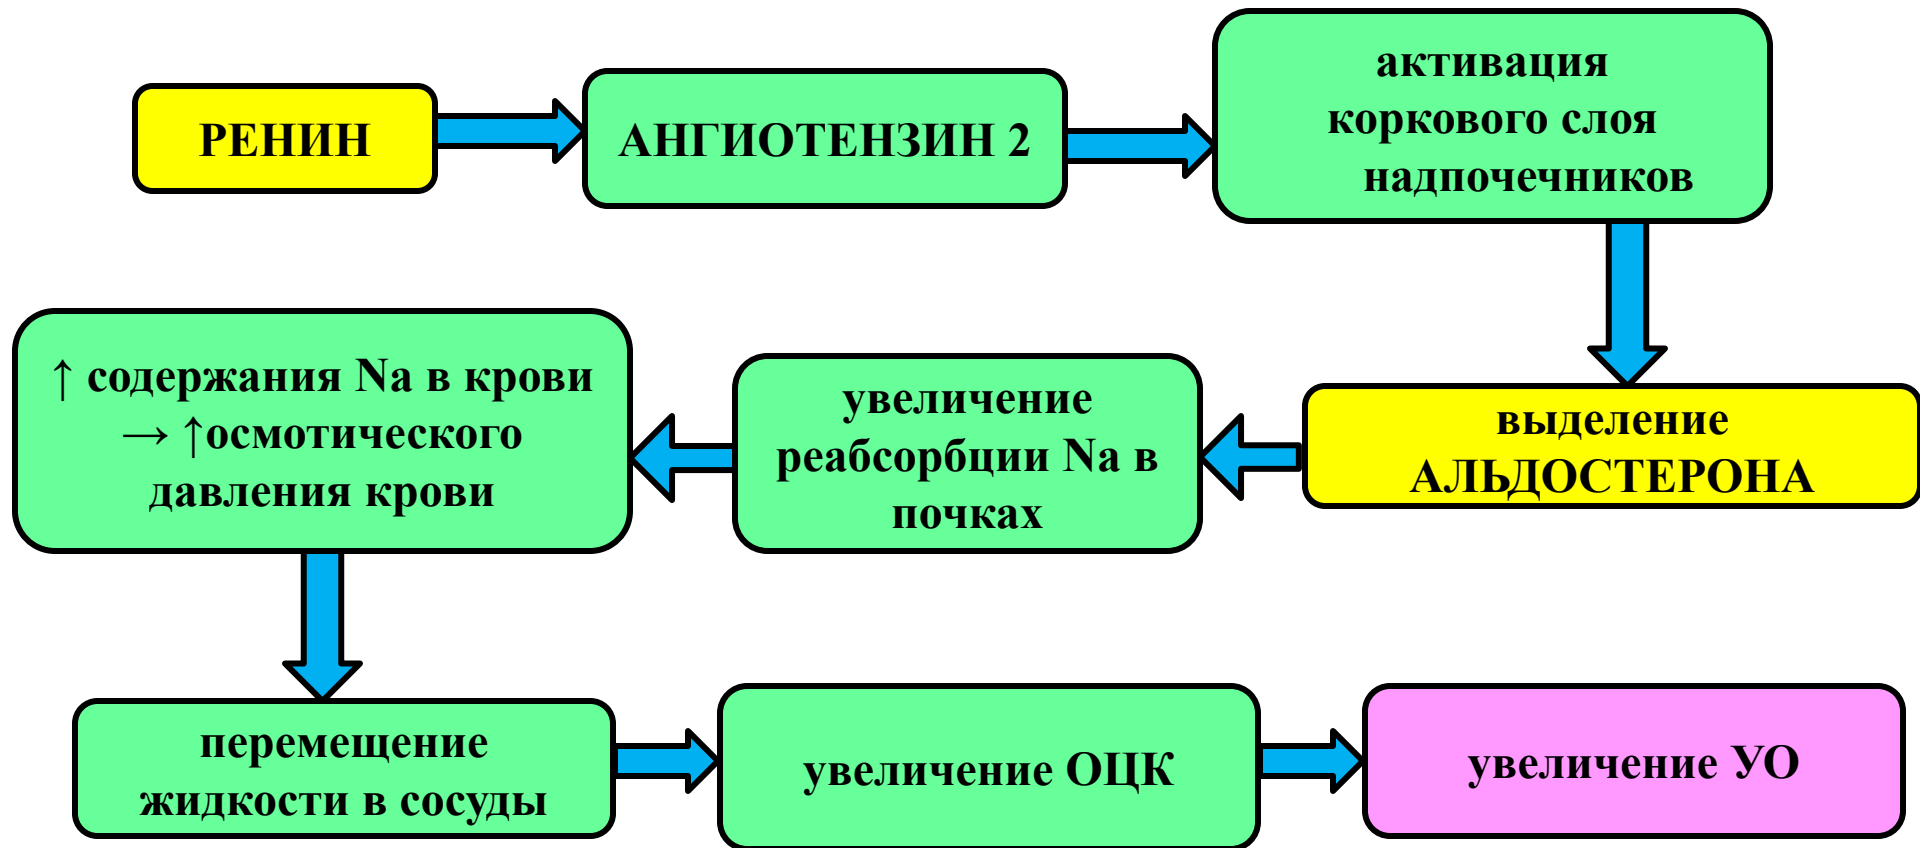 РЕНИН
АНГИОТЕНЗИН 2
активация
коркового слоя
надпочечников
↑ содержания Na в крови
→ ↑осмотического
давления крови
увеличение
реабсорбции Na в
почках
выделение
АЛЬДОСТЕРОНА
перемещение
жидкости в сосуды
увеличение ОЦК
увеличение УО